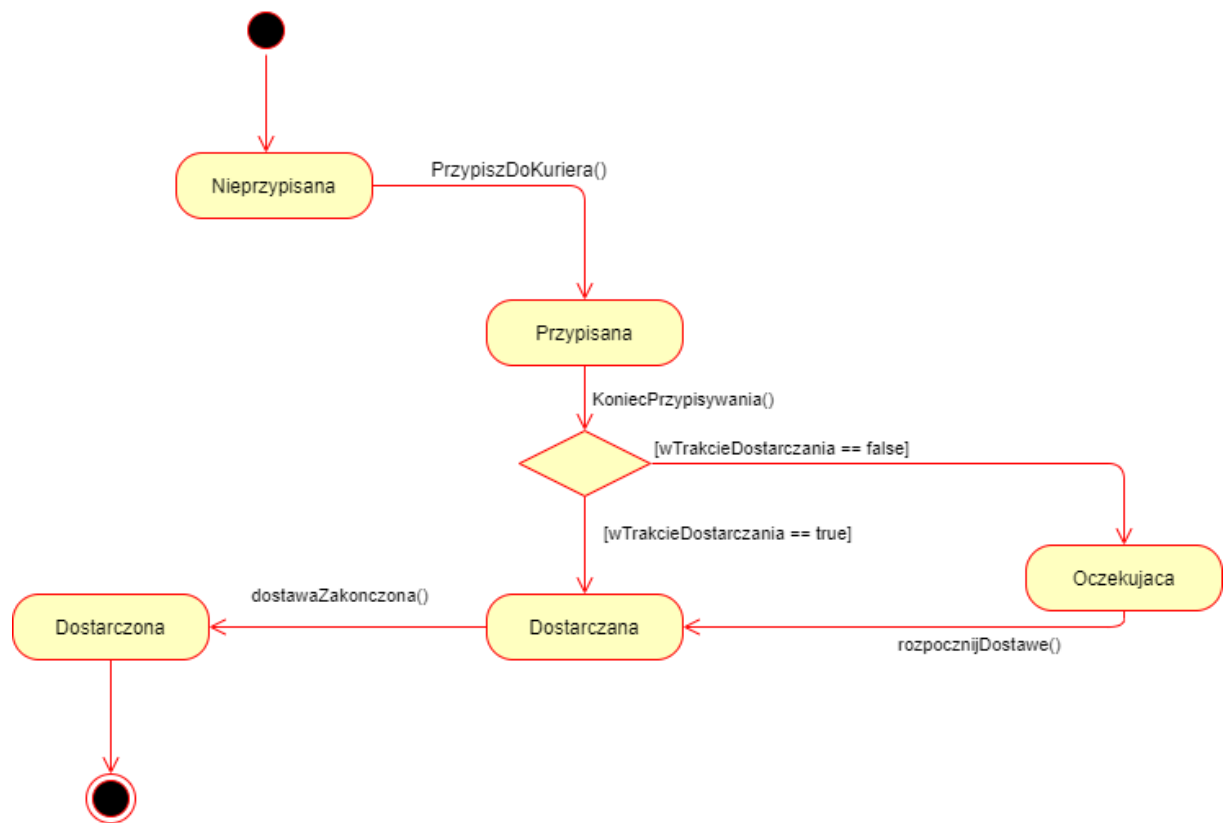 PrzypiszDoKuriera()
Nieprzypisana
Przypisana
KoniecPrzypisywania()
[wTrakcieDostarczania == false]
[wTrakcieDostarczania == true]
Oczekujaca
dostawaZakonczona()
Dostarczona
Dostarczana
rozpocznijDostawe()